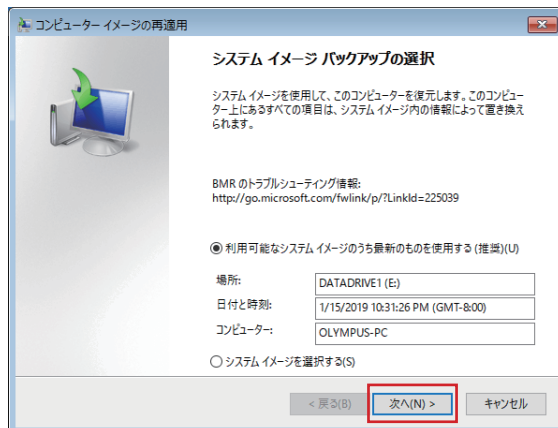 コンピューター イメージの再適用
システム イメージ バックアップの選択
システム イメージを使用して、このコンピューターを復元します。このコンピュー
ター上にあるすべての項目は、システム イメージ内の情報によって置き換え
られます。
BMR のトラブルシューティング情報:
http://go.microsoft.com/fwlink/p/?LinkId=225039
利用可能なシステム イメージのうち最新のものを使用する (推奨)(U)
場所: DATADRIVE1 (E:)
日付と時刻: 1/15/2019 10:31:26 PM (GMT-8:00)
コンピューター: OLYMPUS-PC
システム イメージを選択する(S)
< 戻る(B) 次へ(N) > キャンセル